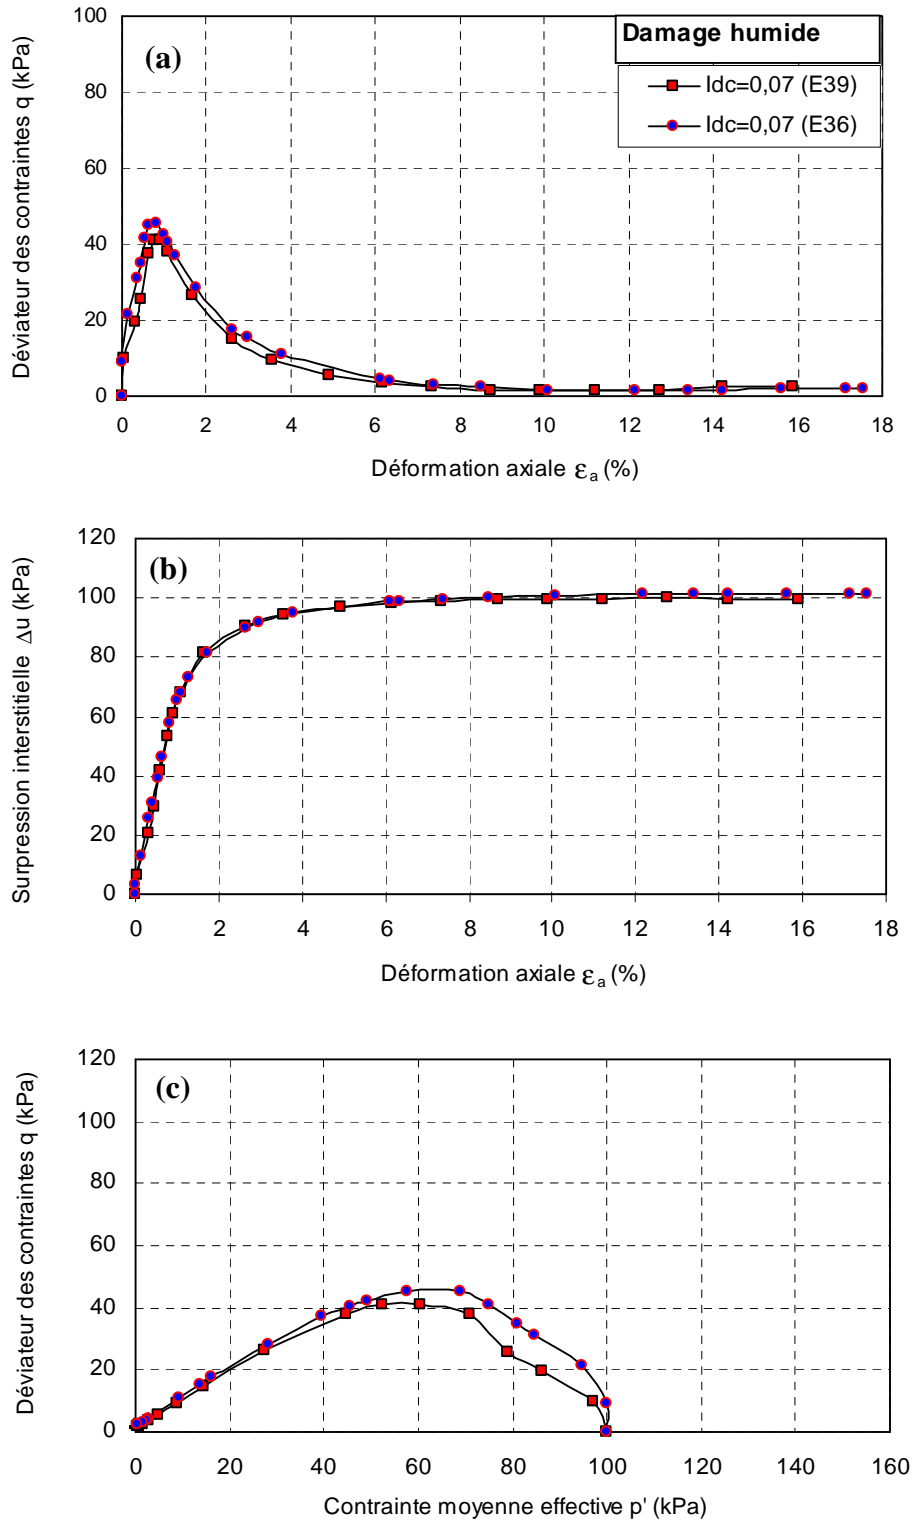 (a)
Damage humide
Idc=0,07 (E39)
Idc=0,07 (E36)
100
80
60
40
20
0
0 2 4 6 8 10 12 14 16 18
Déviateur des contraintes q (kPa)
Déformation axiale εa (%)
(b)
120
100
80
60
40
20
0
0 2 4 6 8 10 12 14 16 18
Surpression interstitielle Δu (kPa)
Déformation axiale εa (%)
(c)
120
100
80
60
40
20
0
0 20 40 60 80 100 120 140 160
Déviateur des contraintes q (kPa)
Contrainte moyenne effective p' (kPa)